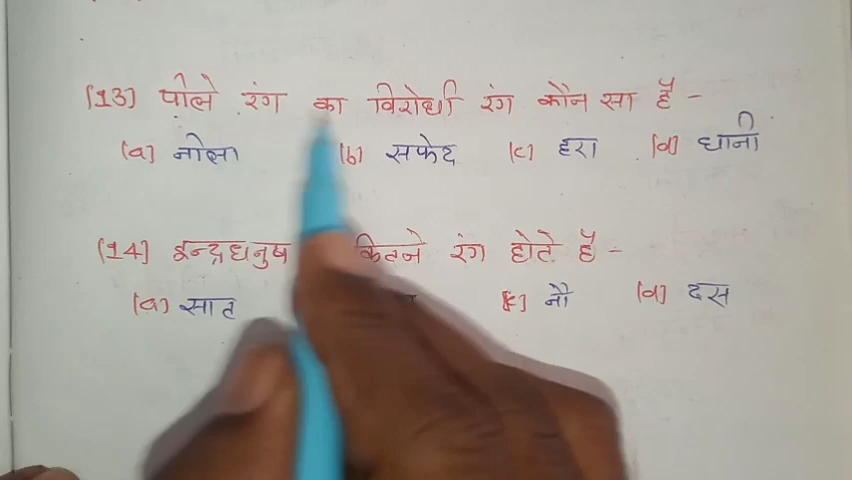 (13) पीले रंग का विरोधी रंग कौन सा है -
(a) नीला (b) सफेद (c) हरा (d) धानी
(14) इन्द्रधनुष कितने रंग होते है -
(a) सात (c) नौ (d) दस